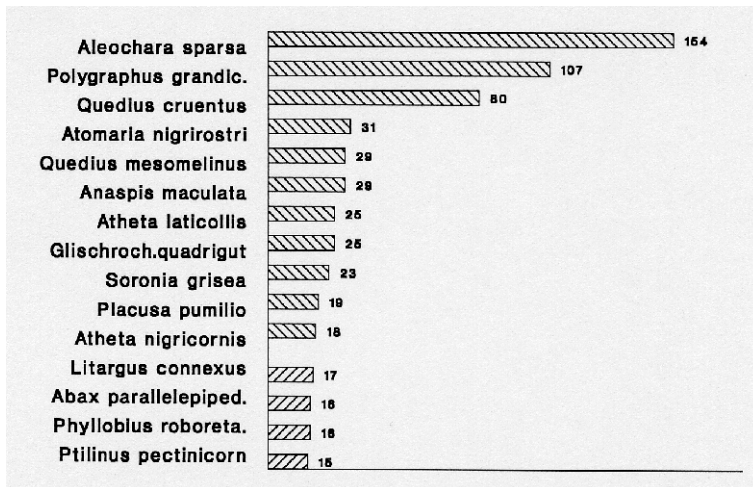 Aleochara sparsa 154
Polygraphus grandic. 107
Quedius cruentus 80
Atomaria nigrirostri 31
Quedius mesomelinus 29
Anaspis maculata 29
Atheta laticollis 25
Glischroch.quadrigut 25
Soronia grisea 23
Placusa pumilio 19
Atheta nigricornis 18
Litargus connexus 17
Abax parallelepiped. 16
Phyllobius roboreta. 16
Ptilinus pectinicorn 15